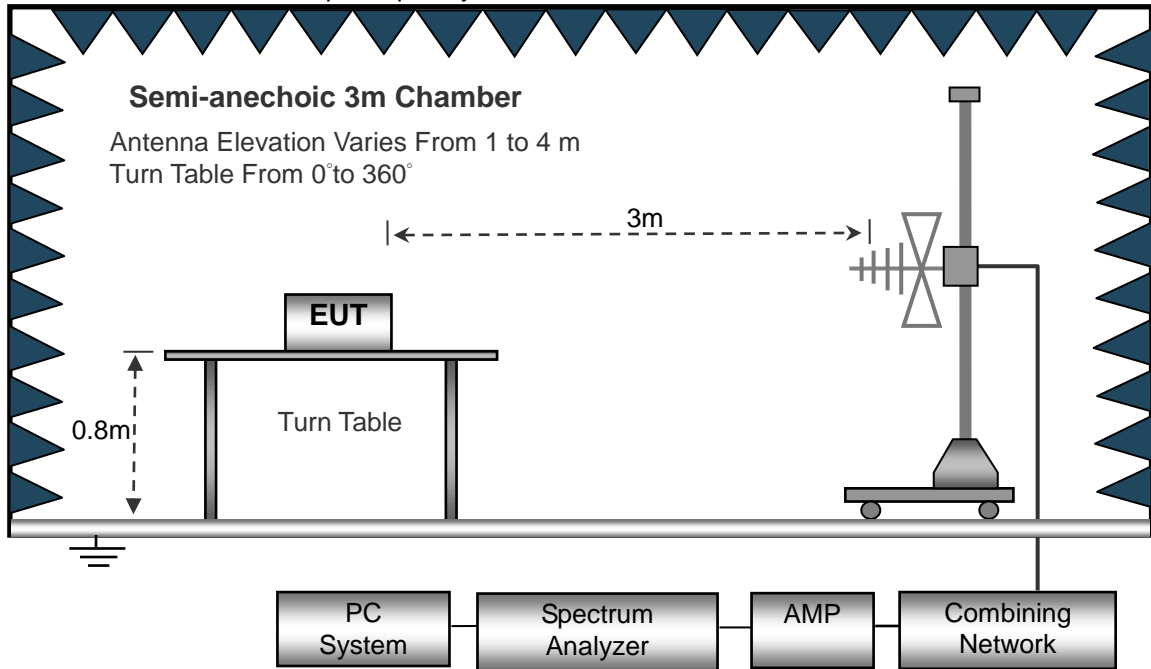 Semi-anechoic 3m Chamber
Antenna Elevation Varies From 1 to 4 m
Turn Table From 0°to 360°
3m
EUT
0.8m
Turn Table
PC
System
Spectrum
Analyzer
AMP
Combining
Network